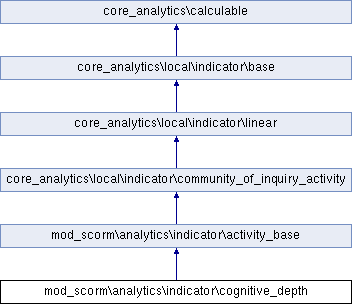 core_analytics\calculable
core_analytics\local\indicator\base
core_analytics\local\indicator\linear
core_analytics\local\indicator\community_of_inquiry_activity
mod_scorm\analytics\indicator\activity_base
mod_scorm\analytics\indicator\cognitive_depth